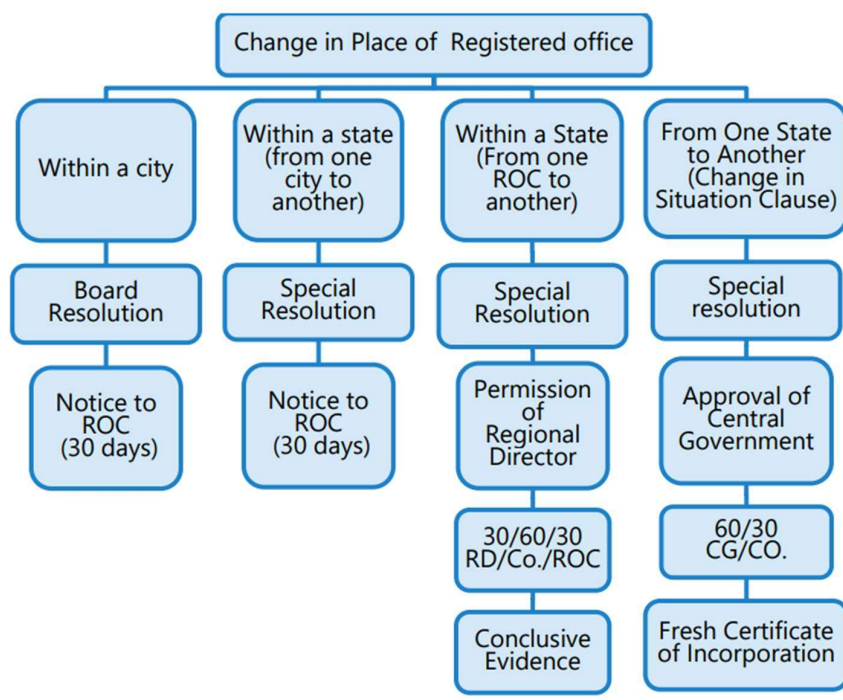 Change in Place of Registered office
Within a city
Board
Resolution
Notice to
ROC
(30 days)
Within a state
(from one
city to
another)
Special
Resolution
Notice to
ROC
(30 days)
Within a State
(From one
ROC to
another)
Special
Resolution
Permission
of
Regional
Director
30/60/30
RD/Co./ROC
Conclusive
Evidence
From One State
to Another
(Change in
Situation Clause)
Special
resolution
Approval of
Central
Government
60/30
CG/CO.
Fresh Certificate
of Incorporation